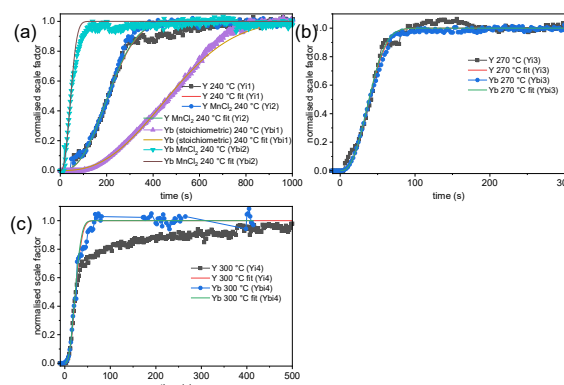 (a)
normalised scale factor
1.0
0.8
0.6
0.4
0.2
0.0
Y 240 °C (Yi1)
Y 240 °C fit (Yi1)
Y MnCl2 240 °C (Yi2)
Y MnCl2 240 °C fit (Yi2)
Yb (stoichiometric) 240 °C (Ybi1)
Yb (stoichiometric) 240 °C fit (Ybi1)
Yb MnCl2 240 °C (Ybi2)
Yb MnCl2 240 °C fit (Ybi2)
0 200 400 600 800 1000
time (s)
(b)
normalised scale factor
1.0
0.8
0.6
0.4
0.2
0.0
Y 270 °C (Yi3)
Y 270 °C fit (Yi3)
Yb 270 °C (Ybi3)
Yb 270 °C fit (Ybi3)
0 100 200
time (s)
(c)
normalised scale factor
1.0
0.8
0.6
0.4
0.2
0.0
Y 300 °C (Yi4)
Y 300 °C fit (Yi4)
Yb 300 °C (Ybi4)
Yb 300 °C fit (Ybi4)
0 100 200 300 400 500